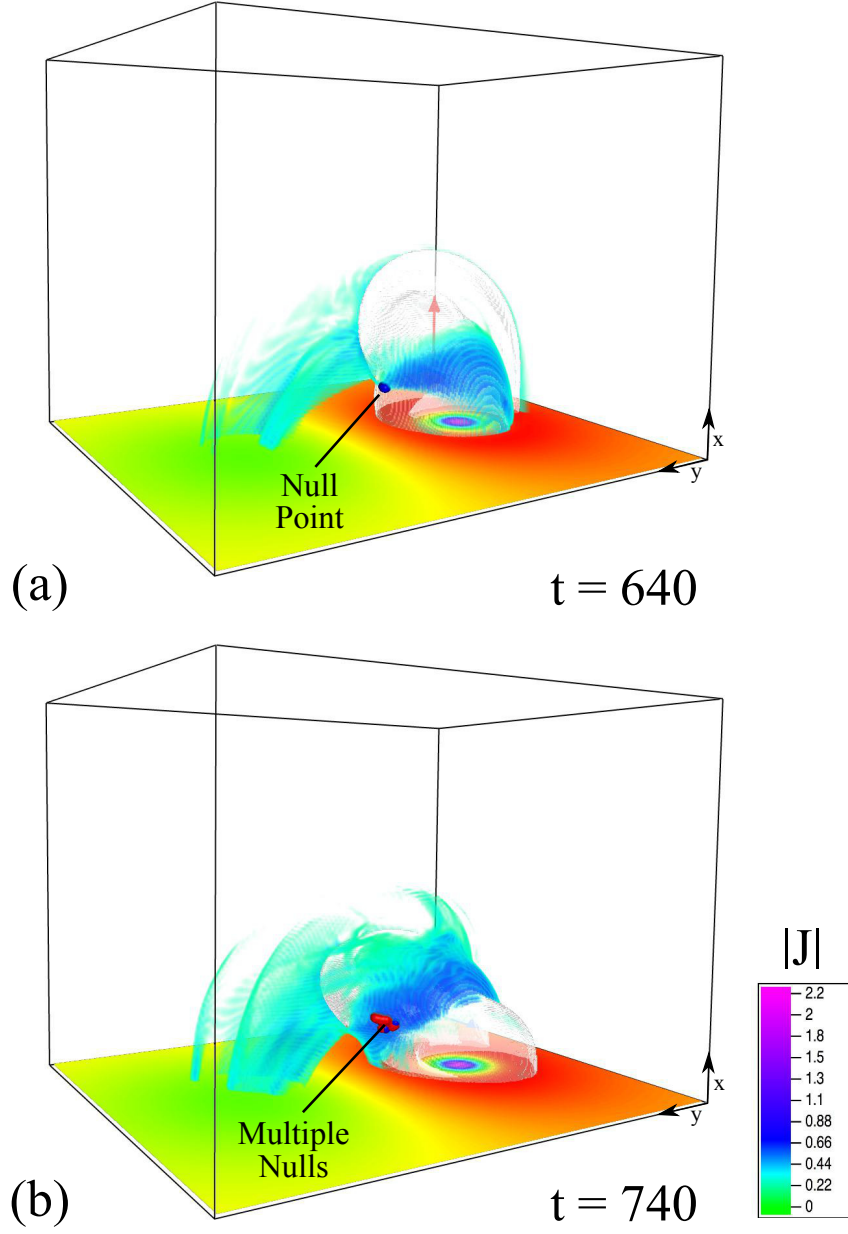 Null
Point
x
y
(a)
t = 640
|J|
2.2
2
1.8
1.5
1.3
1.1
0.88
0.66
0.44
0.22
0
x
y
Multiple
Nulls
(b)
t = 740